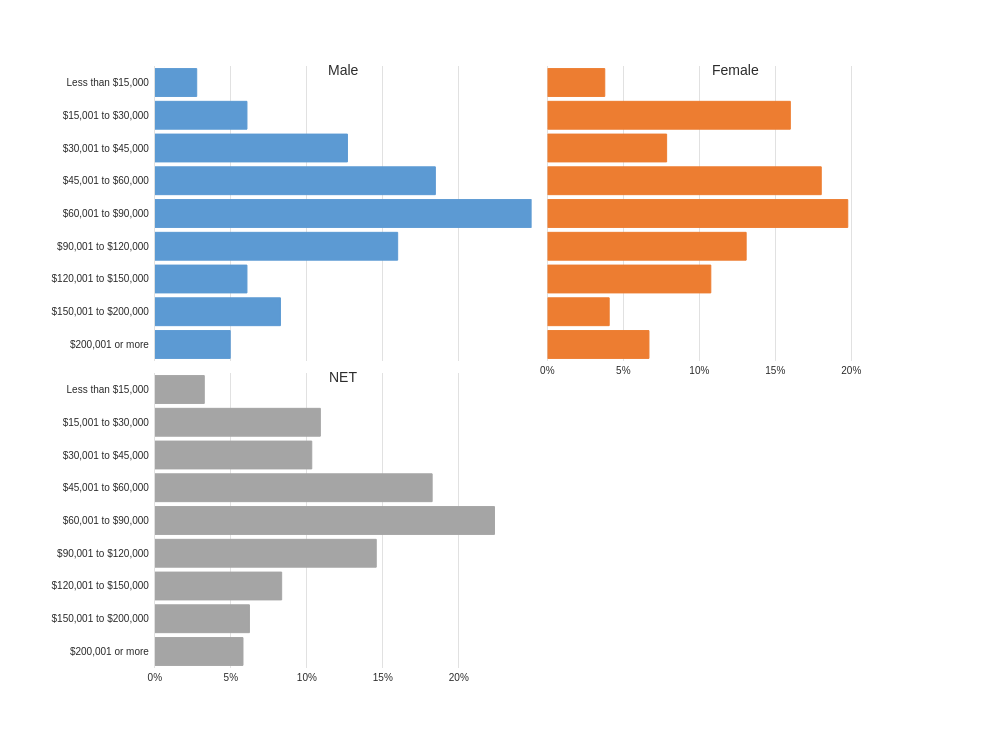 Male
Less than $15,000
$15,001 to $30,000
$30,001 to $45,000
$45,001 to $60,000
$60,001 to $90,000
$90,001 to $120,000
$120,001 to $150,000
$150,001 to $200,000
$200,001 or more
Female
0% 5% 10% 15% 20%
NET
Less than $15,000
$15,001 to $30,000
$30,001 to $45,000
$45,001 to $60,000
$60,001 to $90,000
$90,001 to $120,000
$120,001 to $150,000
$150,001 to $200,000
$200,001 or more
0% 5% 10% 15% 20%